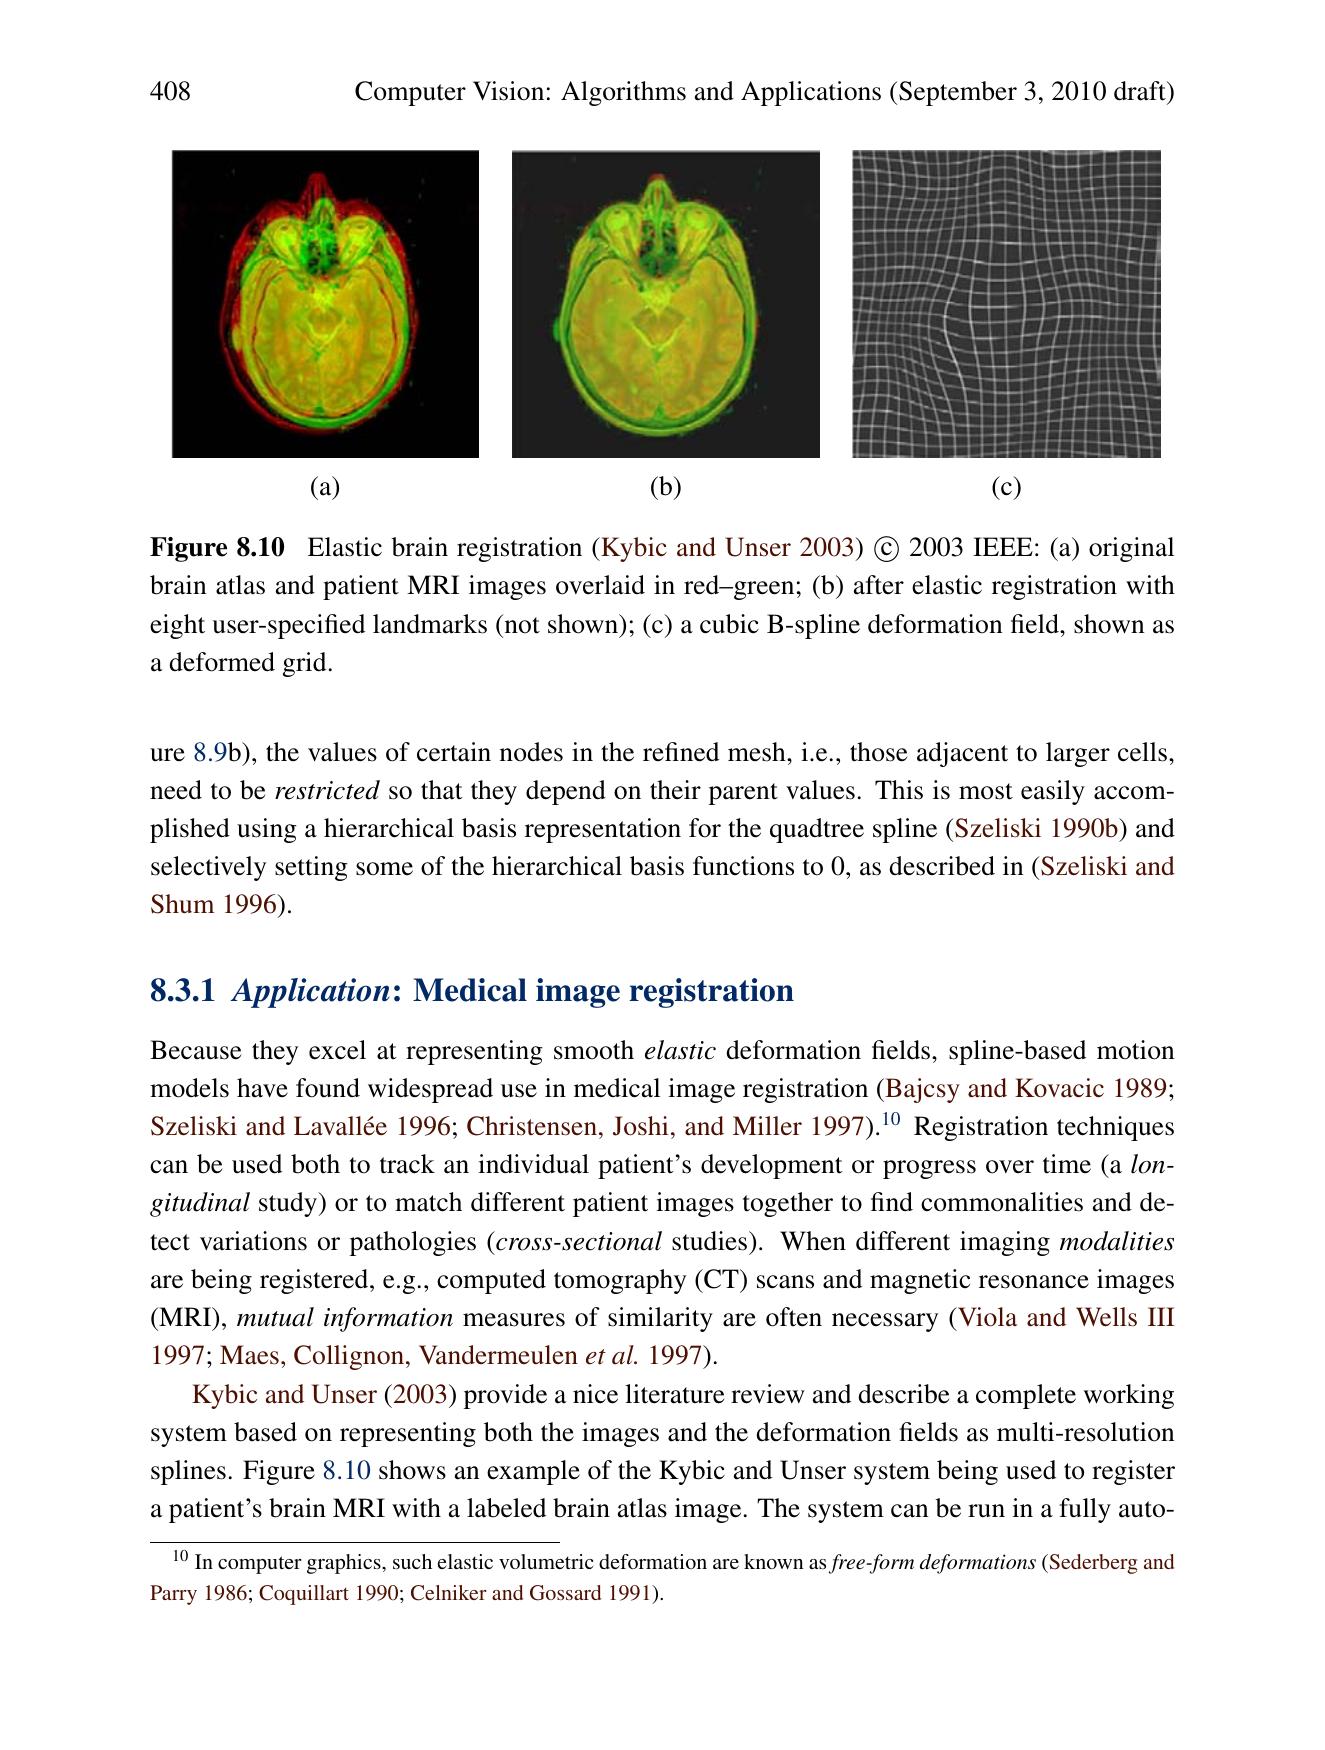 408 Computer Vision: Algorithms and Applications (September 3, 2010 draft)
(a) (b) (c)
Figure 8.10 Elastic brain registration (Kybic and Unser 2003) © 2003 IEEE: (a) original
brain atlas and patient MRI images overlaid in red–green; (b) after elastic registration with
eight user-specified landmarks (not shown); (c) a cubic B-spline deformation field, shown as
a deformed grid.
ure 8.9b), the values of certain nodes in the refined mesh, i.e., those adjacent to larger cells,
need to be restricted so that they depend on their parent values. This is most easily accom-
plished using a hierarchical basis representation for the quadtree spline (Szeliski 1990b) and
selectively setting some of the hierarchical basis functions to 0, as described in (Szeliski and
Shum 1996).
8.3.1 Application: Medical image registration
Because they excel at representing smooth elastic deformation fields, spline-based motion
models have found widespread use in medical image registration (Bajcsy and Kovacic 1989;
Szeliski and Lavallée 1996; Christensen, Joshi, and Miller 1997).10 Registration techniques
can be used both to track an individual patient's development or progress over time (a lon-
gitudinal study) or to match different patient images together to find commonalities and de-
tect variations or pathologies (cross-sectional studies). When different imaging modalities
are being registered, e.g., computed tomography (CT) scans and magnetic resonance images
(MRI), mutual information measures of similarity are often necessary (Viola and Wells III
1997; Maes, Collignon, Vandermeulen et al. 1997).
Kybic and Unser (2003) provide a nice literature review and describe a complete working
system based on representing both the images and the deformation fields as multi-resolution
splines. Figure 8.10 shows an example of the Kybic and Unser system being used to register
a patient's brain MRI with a labeled brain atlas image. The system can be run in a fully auto-
10 In computer graphics, such elastic volumetric deformation are known as free-form deformations (Sederberg and
Parry 1986; Coquillart 1990; Celniker and Gossard 1991).